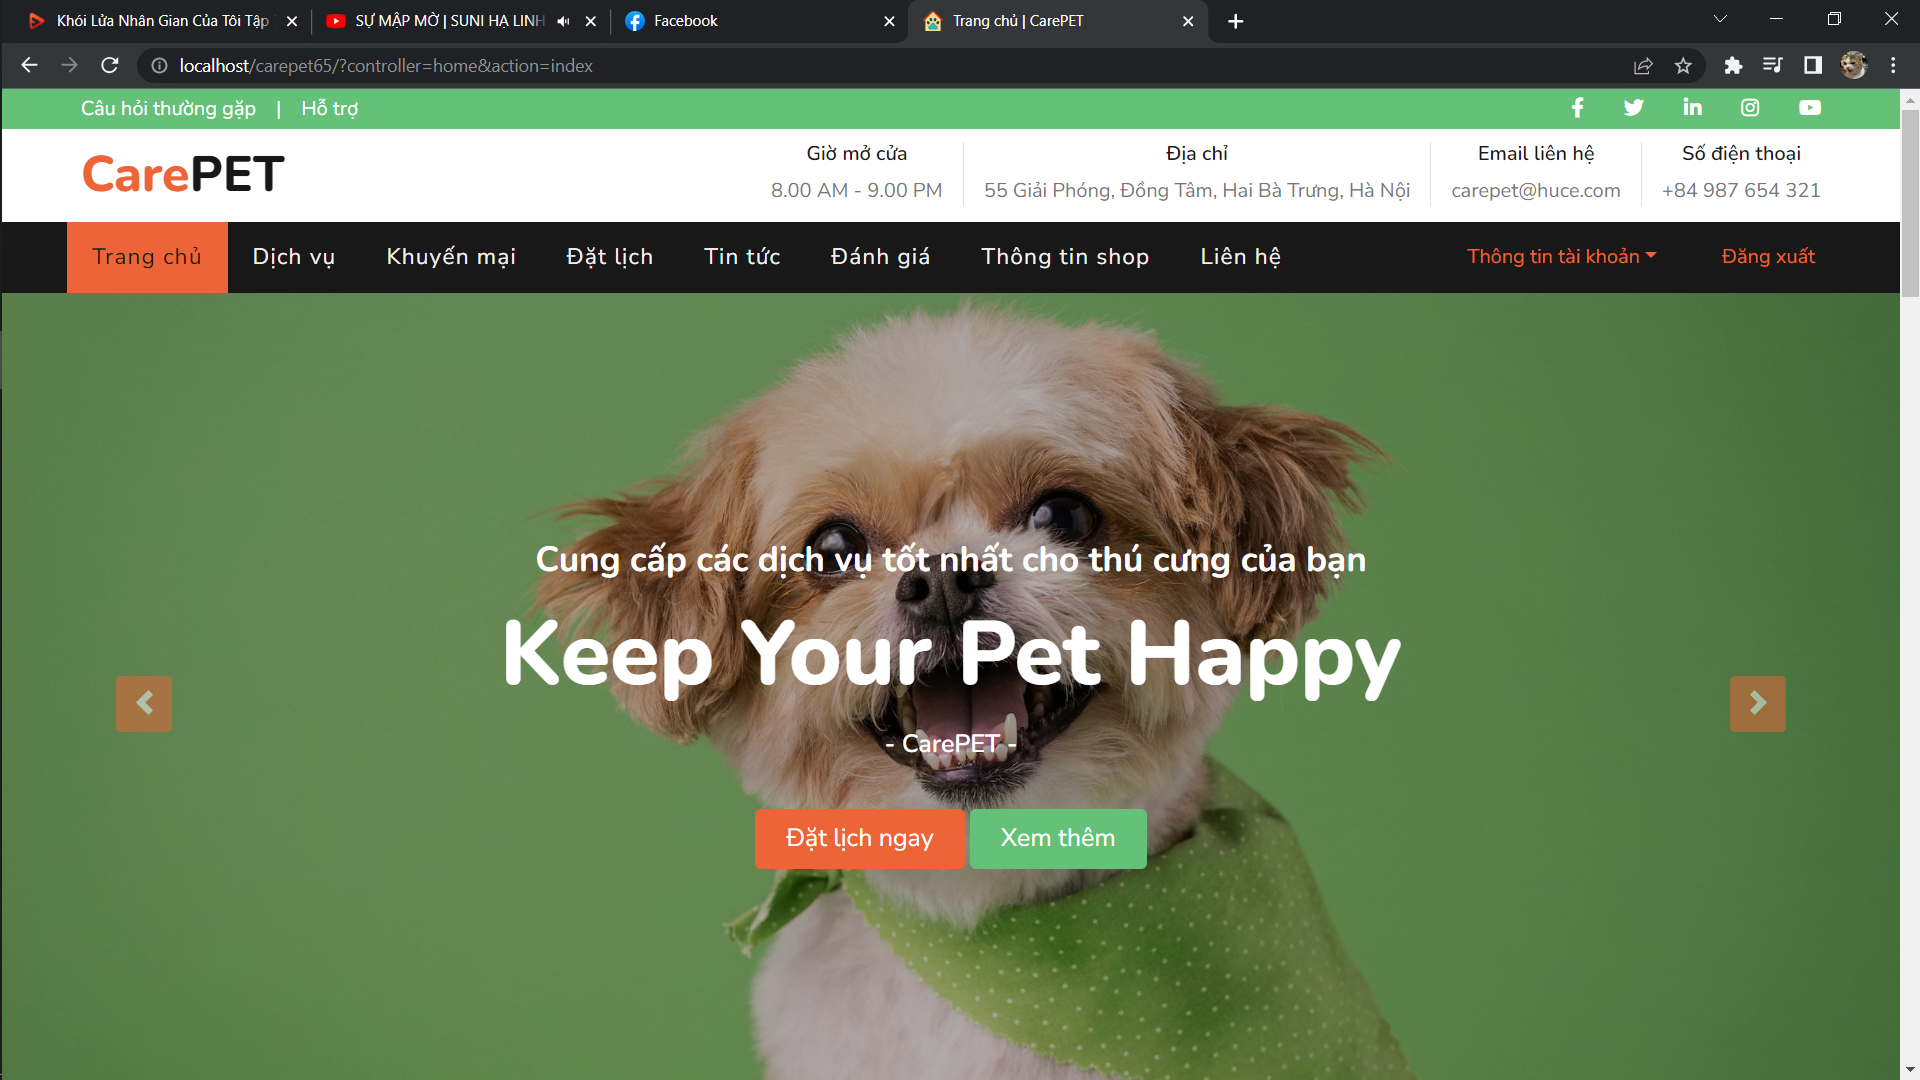 Khói Lửa Nhân Gian Của Tôi Tập
SỰ MẬP MỜ | SUNI HẠ LINH
Facebook
Trang chủ | CarePET
localhost/carepet65/?controller=home&action=index
Câu hỏi thường gặp | Hỗ trợ
CarePET
Giờ mở cửa
8.00 AM - 9.00 PM
Địa chỉ
55 Giải Phóng, Đồng Tâm, Hai Bà Trưng, Hà Nội
Email liên hệ
carepet@huce.com
Số điện thoại
+84 987 654 321
Trang chủ Dịch vụ Khuyến mại Đặt lịch Tin tức Đánh giá Thông tin shop Liên hệ Thông tin tài khoản Đăng xuất
Cung cấp các dịch vụ tốt nhất cho thú cưng của bạn
Keep Your Pet Happy
- CarePET -
Đặt lịch ngay Xem thêm